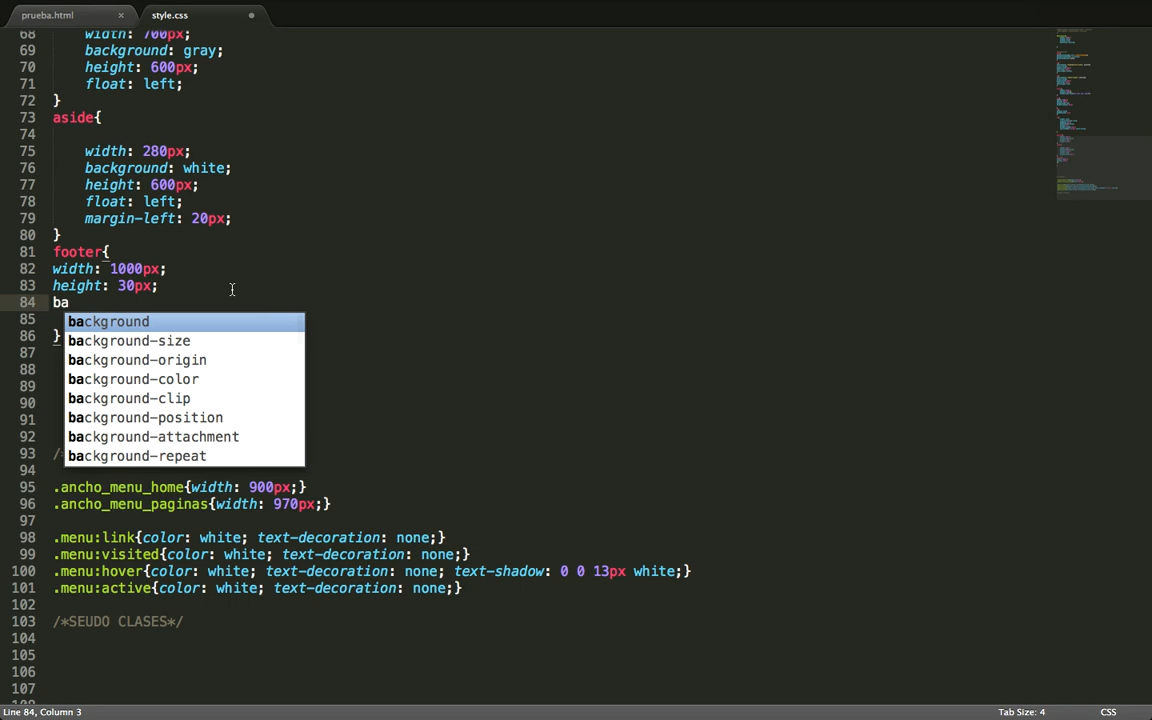 prueba.html × style.css
68 width: 700px;
69 background: gray;
70 height: 600px;
71 float: left;
72 }
73 aside{
74
75 width: 280px;
76 background: white;
77 height: 600px;
78 float: left;
79 margin-left: 20px;
80 }
81 footer{
82 width: 1000px;
83 height: 30px;
84 ba
background
85
background-size
86 }
87
background-origin
88
background-color
89
background-clip
90
background-position
91
background-attachment
92
background-repeat
93 /
94
95 .ancho_menu_home{width: 900px;}
96 .ancho_menu_paginas{width: 970px;}
97
98 .menu:link{color: white; text-decoration: none;}
99 .menu:visited{color: white; text-decoration: none;}
100 .menu:hover{color: white; text-decoration: none; text-shadow: 0 0 13px white;}
101 .menu:active{color: white; text-decoration: none;}
102
103 /*SEUDO CLASES*/
104
105
106
107
Line 84, Column 3 Tab Size: 4 CSS